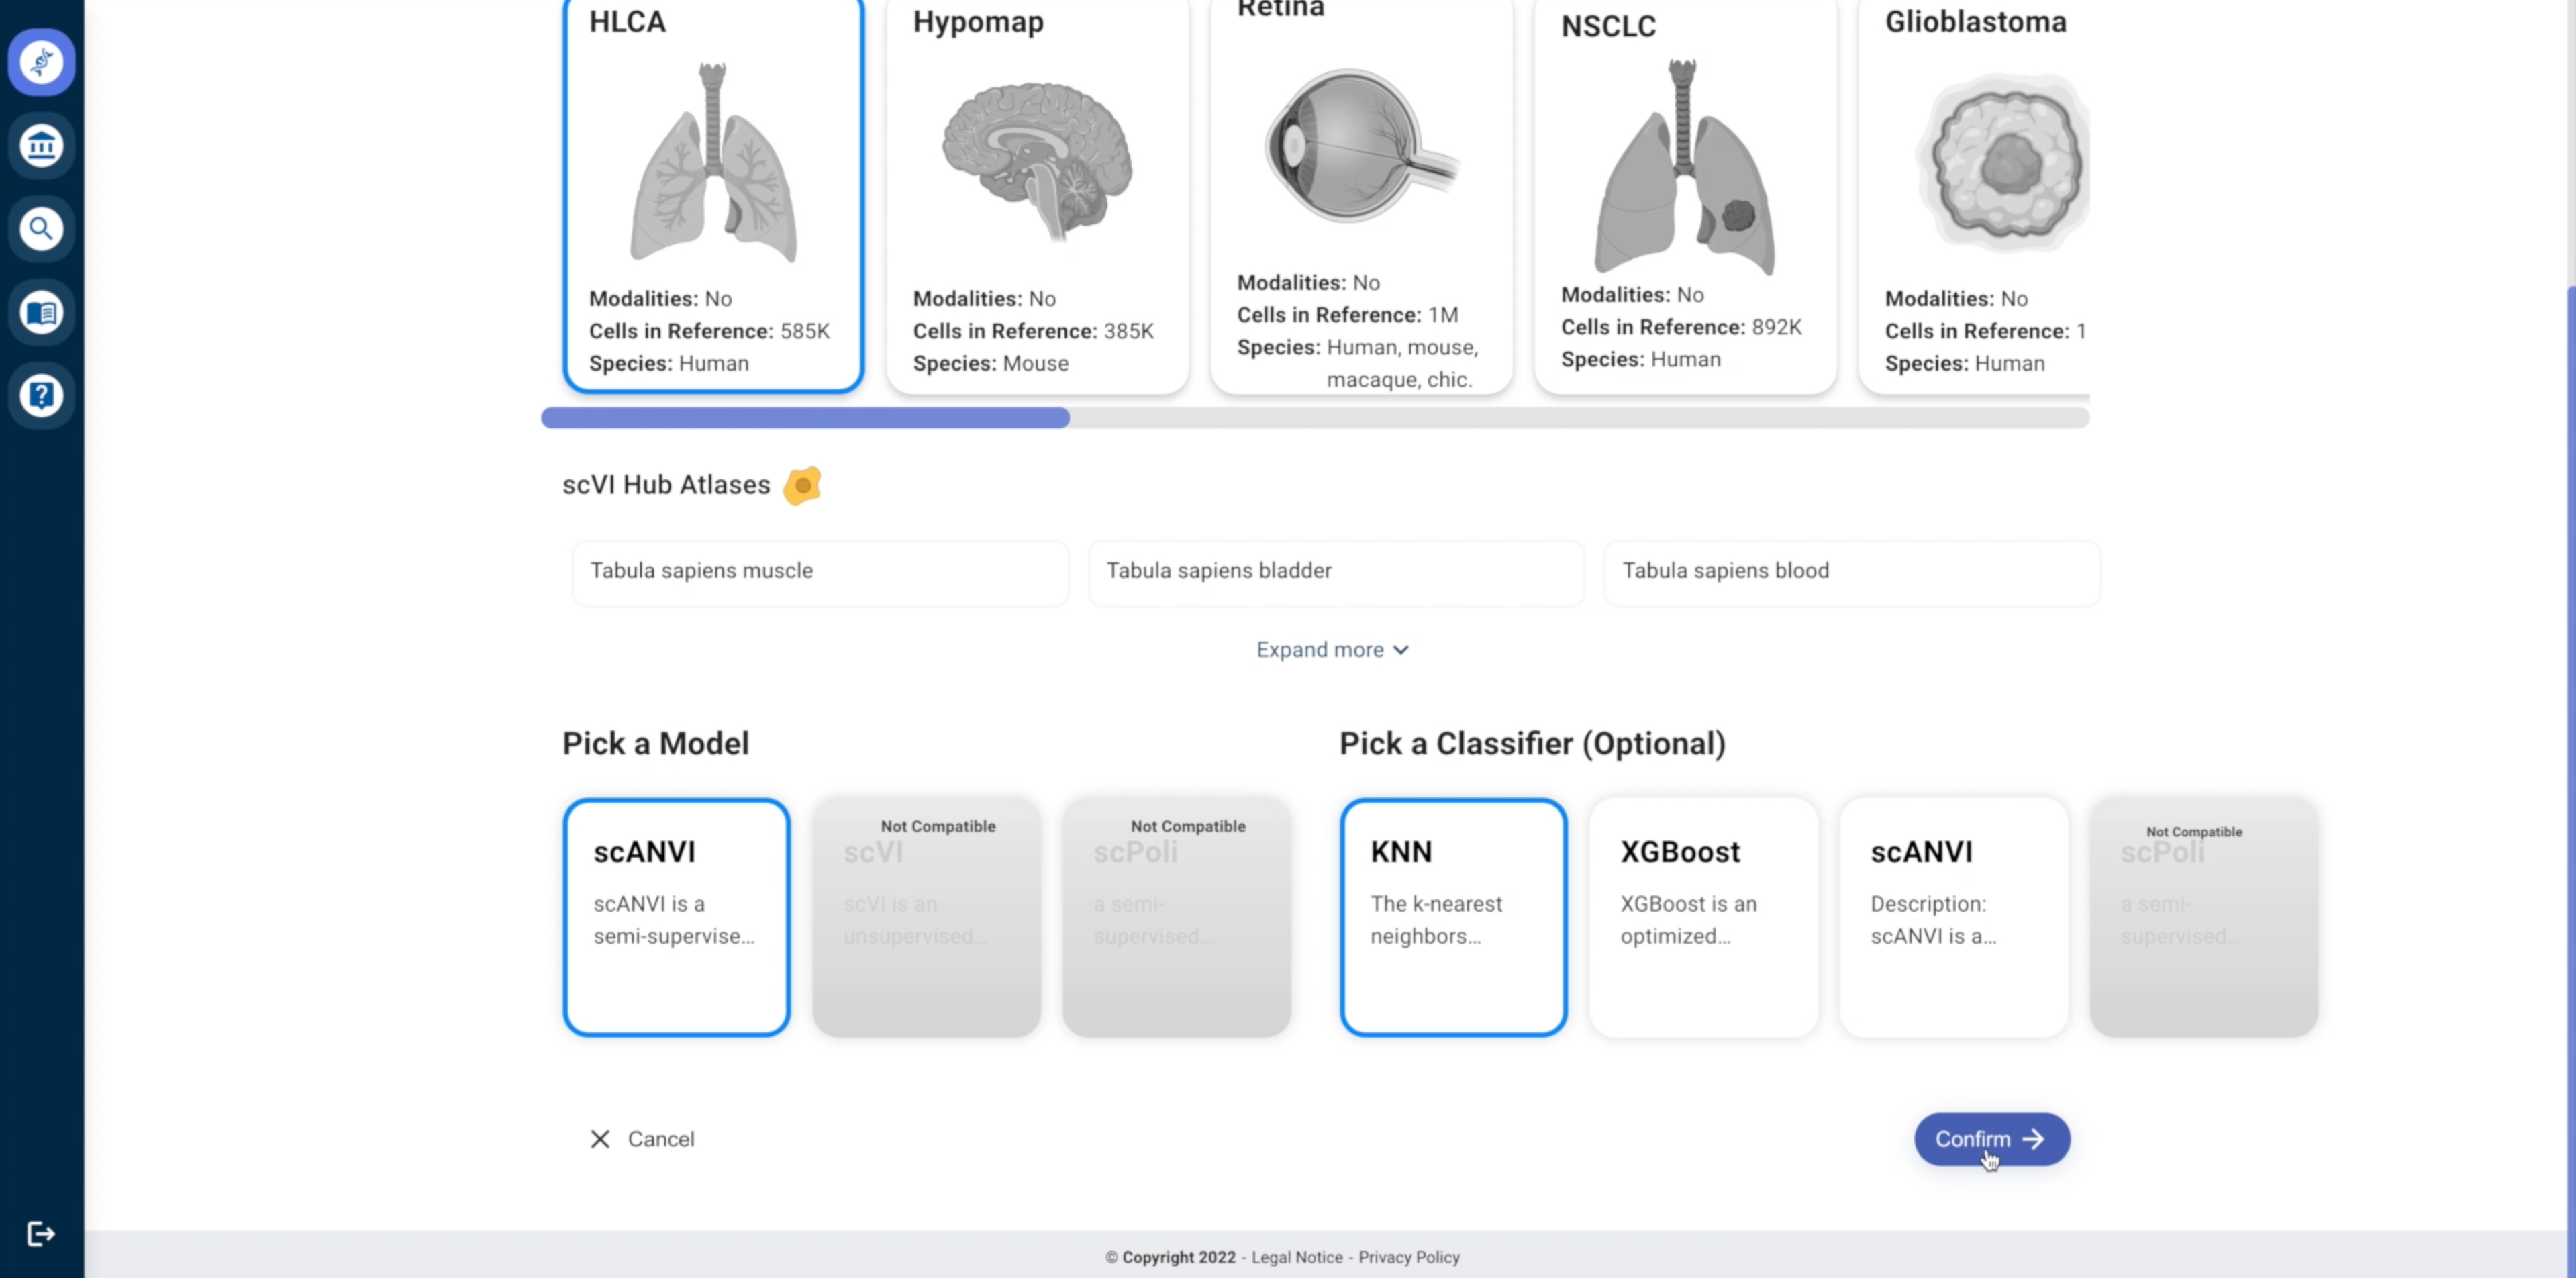 HLCA
Modalities: No
Cells in Reference: 585K
Species: Human
Hypomap
Modalities: No
Cells in Reference: 385K
Species: Mouse
Retina
Modalities: No
Cells in Reference: 1M
Species: Human, mouse,
macaque, chic.
NSCLC
Modalities: No
Cells in Reference: 892K
Species: Human
Glioblastoma
Modalities: No
Cells in Reference: 1
Species: Human
scVI Hub Atlases
Tabula sapiens muscle
Tabula sapiens bladder
Tabula sapiens blood
Expand more
Pick a Model
scANVI
scANVI is a
semi-supervise...
Not Compatible
scVI
scVI is an
unsupervised...
Not Compatible
scPoli
a semi-
supervised...
Pick a Classifier (Optional)
KNN
The k-nearest
neighbors...
XGBoost
XGBoost is an
optimized...
scANVI
Description:
scANVI is a...
Not Compatible
scPoli
a semi-
supervised...
Cancel
Confirm
© Copyright 2022 - Legal Notice - Privacy Policy